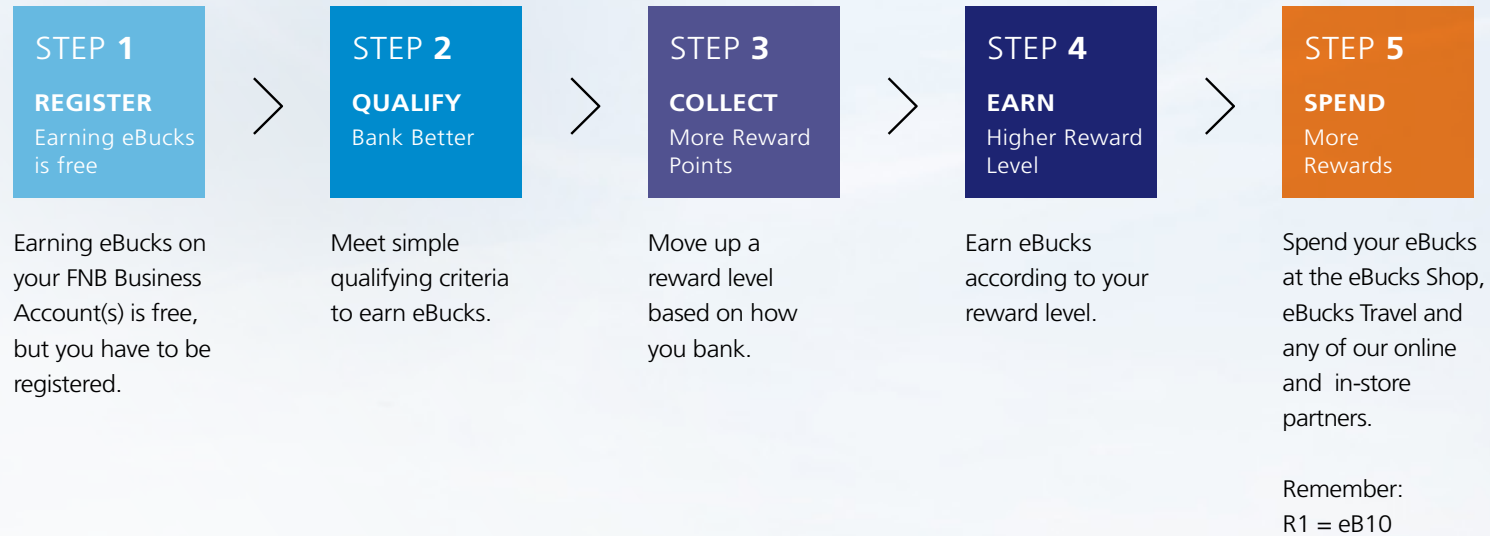 STEP 1
REGISTER
Earning eBucks
is free
Earning eBucks on
your FNB Business
Account(s) is free,
but you have to be
registered.
STEP 2
QUALIFY
Bank Better
Meet simple
qualifying criteria
to earn eBucks.
STEP 3
COLLECT
More Reward
Points
Move up a
reward level
based on how
you bank.
STEP 4
EARN
Higher Reward
Level
Earn eBucks
according to your
reward level.
STEP 5
SPEND
More
Rewards
Spend your eBucks
at the eBucks Shop,
eBucks Travel and
any of our online
and in-store
partners.
Remember:
R1 = eB10